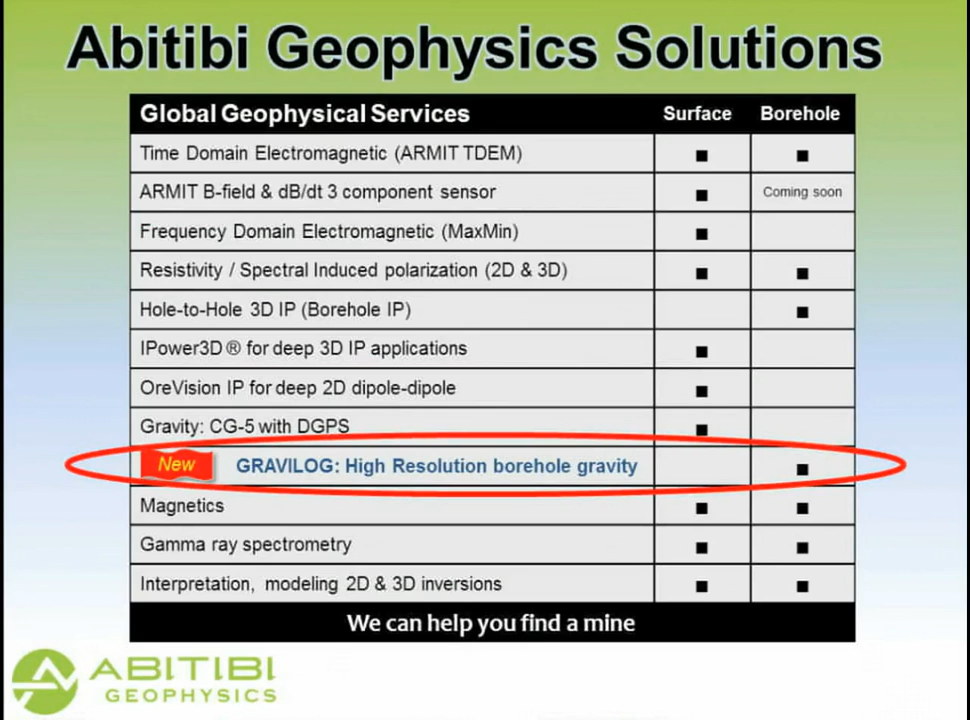 Abitibi Geophysics Solutions
Global Geophysical Services Surface Borehole
Time Domain Electromagnetic (ARMIT TDEM) ■ ■
ARMIT B-field & dB/dt 3 component sensor ■ Coming soon
Frequency Domain Electromagnetic (MaxMin) ■
Resistivity / Spectral Induced polarization (2D & 3D) ■ ■
Hole-to-Hole 3D IP (Borehole IP) ■
IPower3D® for deep 3D IP applications ■
OreVision IP for deep 2D dipole-dipole ■
Gravity: CG-5 with DGPS ■
New GRAVILOG: High Resolution borehole gravity ■
Magnetics ■ ■
Gamma ray spectrometry ■ ■
Interpretation, modeling 2D & 3D inversions ■ ■
We can help you find a mine
ABITIBI
GEOPHYSICS